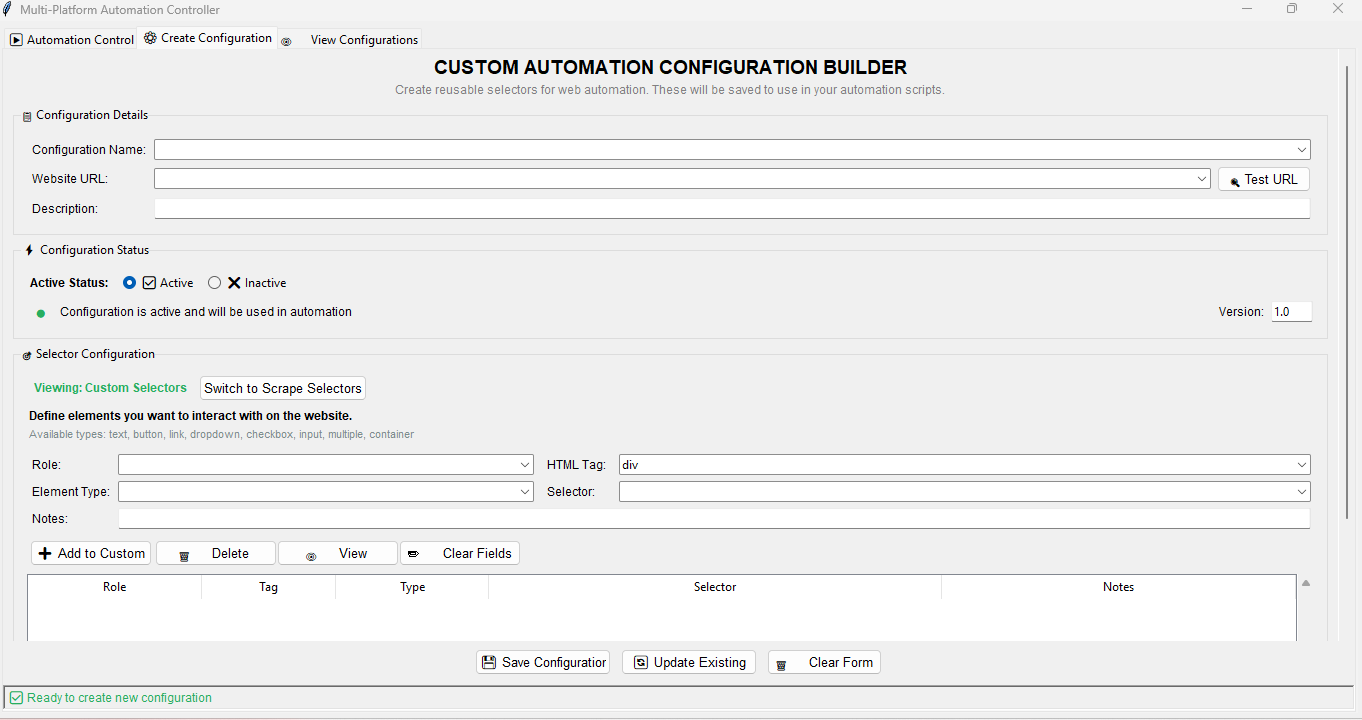 Multi-Platform Automation Controller
Automation Control Create Configuration View Configurations
CUSTOM AUTOMATION CONFIGURATION BUILDER
Create reusable selectors for web automation. These will be saved to use in your automation scripts.
Configuration Details
Configuration Name:
Website URL: Test URL
Description:
Configuration Status
Active Status: Active Inactive
Configuration is active and will be used in automation Version: 1.0
Selector Configuration
Viewing: Custom Selectors Switch to Scrape Selectors
Define elements you want to interact with on the website.
Available types: text, button, link, dropdown, checkbox, input, multiple, container
Role: HTML Tag: div
Element Type: Selector:
Notes:
Add to Custom Delete View Clear Fields
Role Tag Type Selector Notes
Save Configuration Update Existing Clear Form
Ready to create new configuration